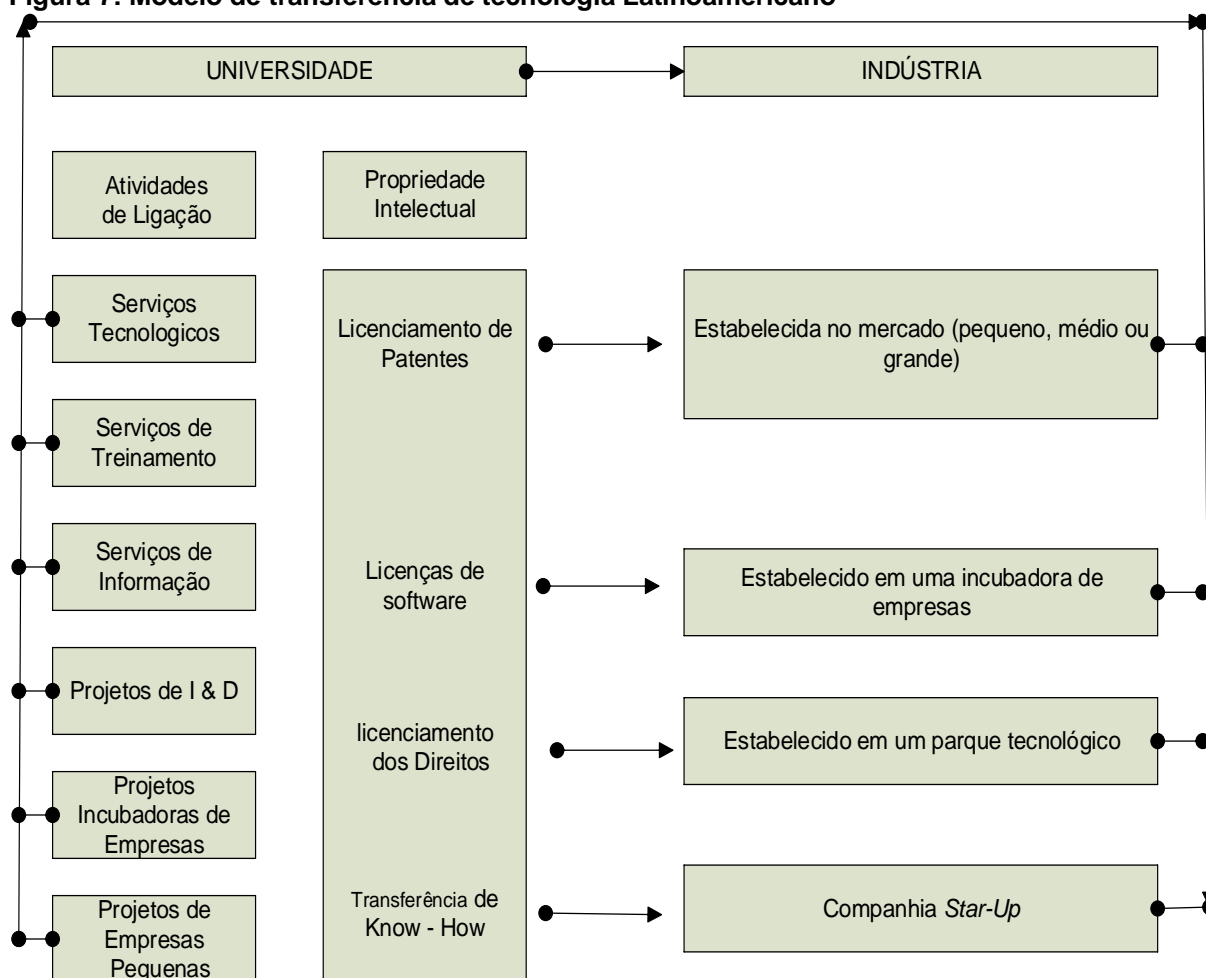 Figura 7: Modelo de transferência de tecnologia Latinoamericano
UNIVERSIDADE
INDÚSTRIA
Atividades
de Ligação
Propriedade
Intelectual
Serviços
Tecnologicos
Serviços de
Treinamento
Serviços de
Informação
Projetos de I & D
Projetos
Incubadoras de
Empresas
Projetos de
Empresas
Pequenas
Licenciamento de
Patentes
Licenças de
software
licenciamento
dos Direitos
Transferência de
Know - How
Estabelecida no mercado (pequeno, médio ou
grande)
Estabelecido em uma incubadora de
empresas
Estabelecido em um parque tecnológico
Companhia Star-Up